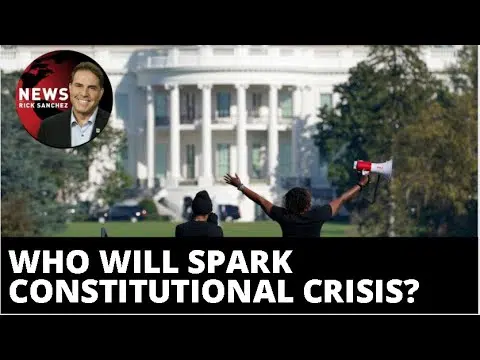 NEWS
RICK SANCHEZ
WHO WILL SPARK
CONSTITUTIONAL CRISIS?